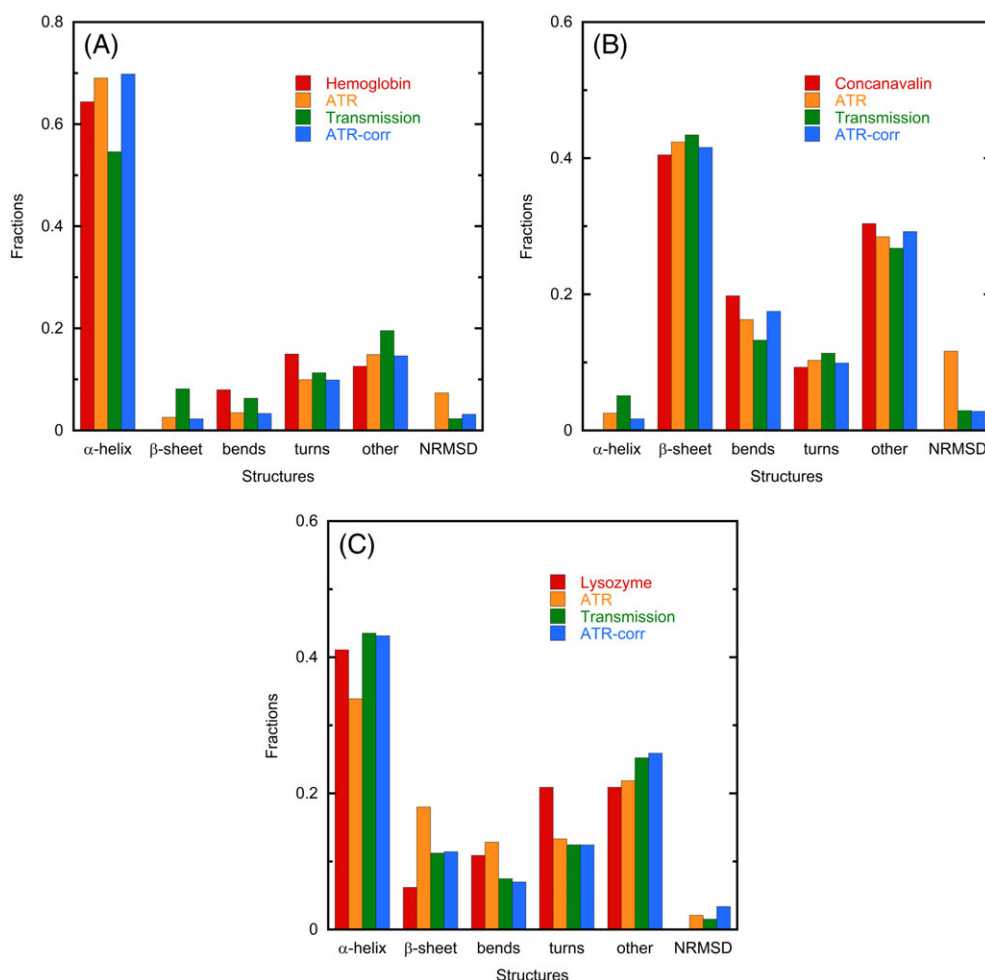 (A)
0.8
0.6
0.4
0.2
0
Fractions
Hemoglobin
ATR
Transmission
ATR-corr
α-helix β-sheet bends turns other NRMSD
Structures
(B)
0.6
0.4
0.2
0
Fractions
Concanavalin
ATR
Transmission
ATR-corr
α-helix β-sheet bends turns other NRMSD
Structures
(C)
0.6
0.4
0.2
0
Fractions
Lysozyme
ATR
Transmission
ATR-corr
α-helix β-sheet bends turns other NRMSD
Structures